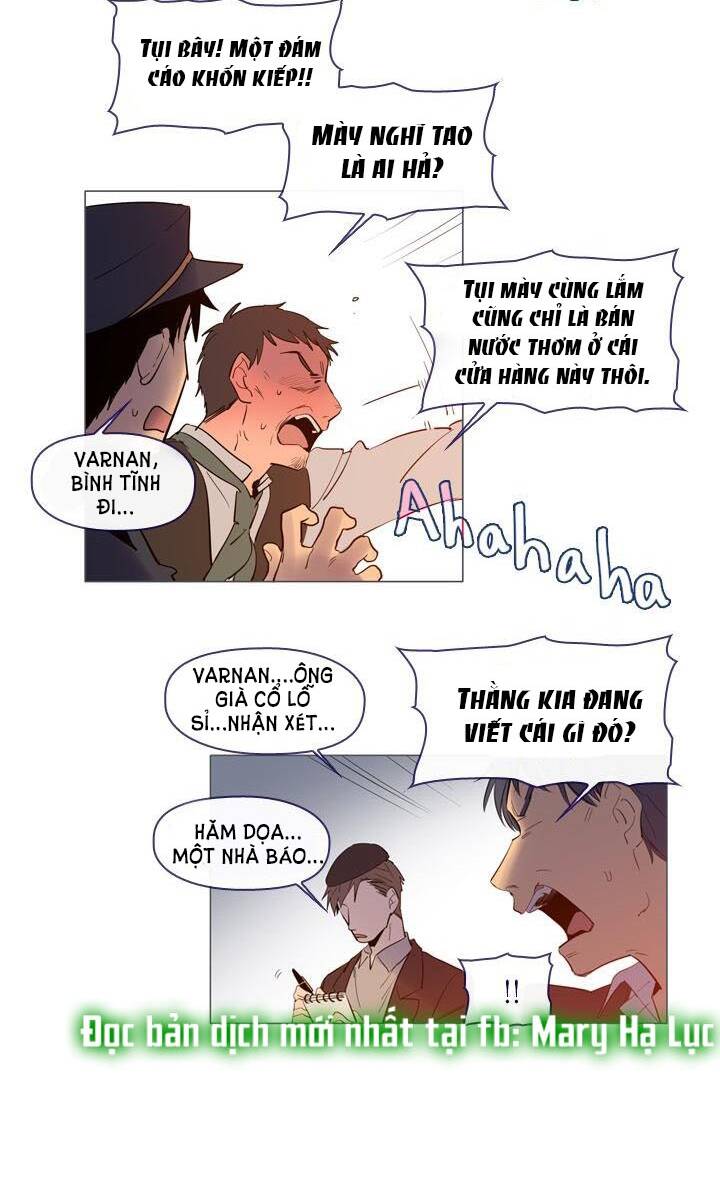 Tụi bây! Một đám
cáo khốn kiếp!!
Mày nghĩ tao
là ai hả?
Tụi mày cùng lắm
cũng chỉ là bán
nước thơm ở cái
cửa hàng này thôi.
VARNAN,
BÌNH TĨNH
ĐI...
Ahahaha
VARNAN....ÔNG
GIÀ CỔ LỖ
SỈ...NHẬN XÉT...
Thằng kia đang
viết cái gì đó?
HĂM DỌA...
MỘT NHÀ BÁO...
!!
Đọc bản dịch mới nhất tại fb: Mary Hạ Lục